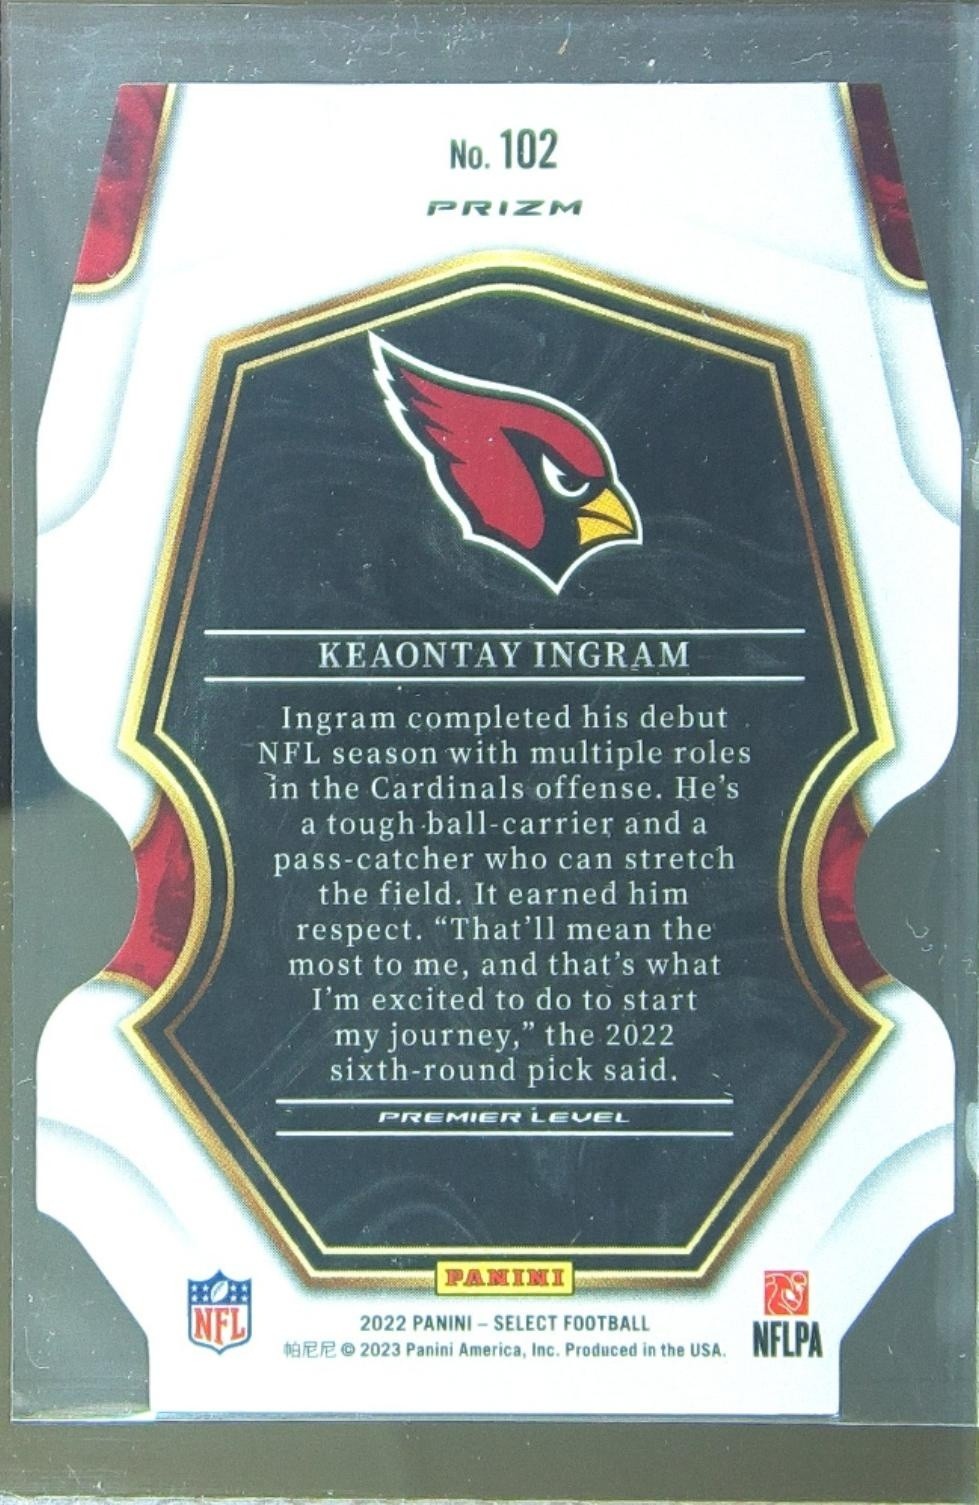 No. 102
PRIZM
KEAONTAY INGRAM
Ingram completed his debut
NFL season with multiple roles
in the Cardinals offense. He's
a tough ball-carrier and a
pass-catcher who can stretch
the field. It earned him
respect. “That'll mean the
most to me, and that's what
I'm excited to do to start
my journey,” the 2022
sixth-round pick said.
PREMIER LEVEL
PANINI
NFL
2022 PANINI – SELECT FOOTBALL
帕尼尼 © 2023 Panini America, Inc. Produced in the USA.
NFLPA